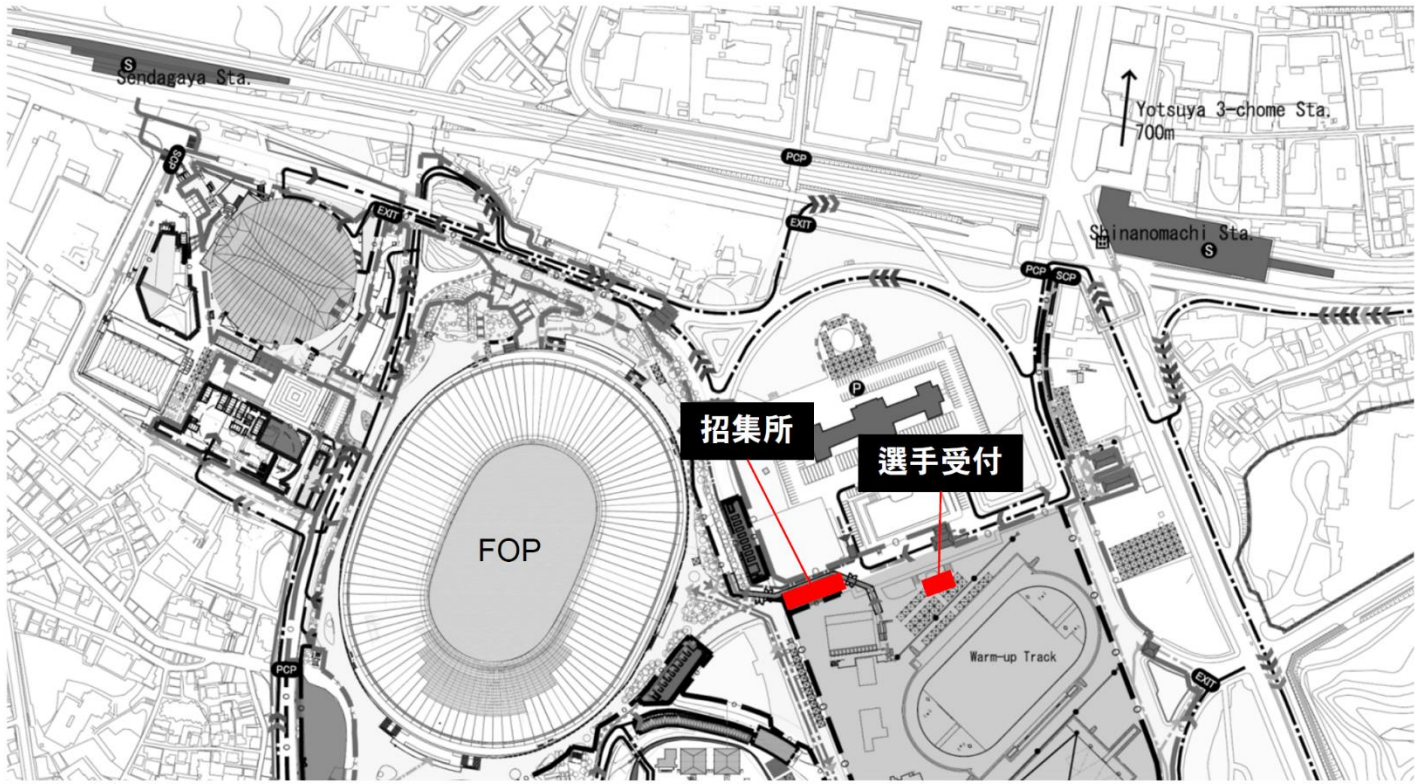 S
Sendagaya Sta.
Yotsuya 3-chome Sta.
700m
PCP
SCP
EXIT
EXIT
Shinanomachi Sta.
S
PCP
SCP
P
招集所
選手受付
FOP
Warm-up Track
PCP
EXIT